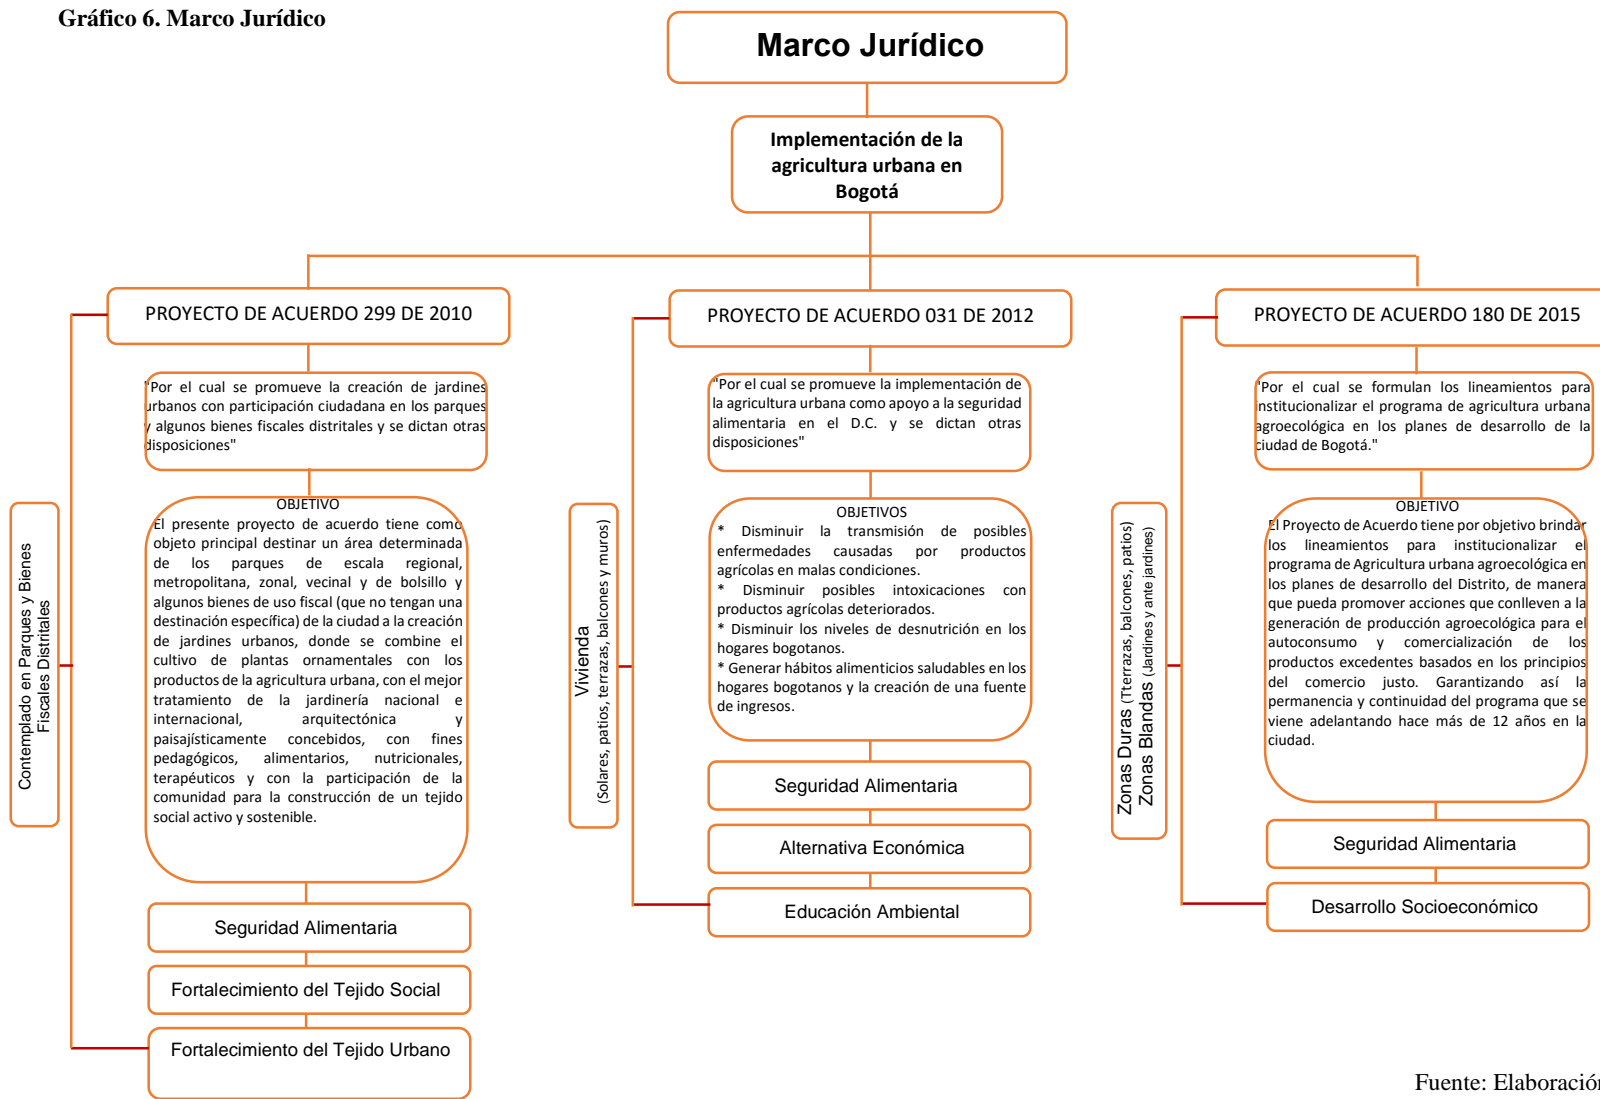 Gráfico 6. Marco Jurídico
Marco Jurídico
Implementación de la
agricultura urbana en
Bogotá
PROYECTO DE ACUERDO 299 DE 2010
"Por el cual se promueve la creación de jardines
urbanos con participación ciudadana en los parques
y algunos bienes fiscales distritales y se dictan otras
disposiciones"
OBJETIVO
El presente proyecto de acuerdo tiene como
objeto principal destinar un área determinada
de los parques de escala regional,
metropolitana, zonal, vecinal y de bolsillo y
algunos bienes de uso fiscal (que no tengan una
destinación específica) de la ciudad a la creación
de jardines urbanos, donde se combine el
cultivo de plantas ornamentales con los
productos de la agricultura urbana, con el mejor
tratamiento de la jardinería nacional e
internacional, arquitectónica y
paisajísticamente concebidos, con fines
pedagógicos, alimentarios, nutricionales,
terapéuticos y con la participación de la
comunidad para la construcción de un tejido
social activo y sostenible.
Contemplado en Parques y Bienes
Fiscales Distritales
Seguridad Alimentaria
Fortalecimiento del Tejido Social
Fortalecimiento del Tejido Urbano
PROYECTO DE ACUERDO 031 DE 2012
"Por el cual se promueve la implementación de
la agricultura urbana como apoyo a la seguridad
alimentaria en el D.C. y se dictan otras
disposiciones"
OBJETIVOS
* Disminuir la transmisión de posibles
enfermedades causadas por productos
agrícolas en malas condiciones.
* Disminuir posibles intoxicaciones con
productos agrícolas deteriorados.
* Disminuir los niveles de desnutrición en los
hogares bogotanos.
* Generar hábitos alimenticios saludables en los
hogares bogotanos y la creación de una fuente
de ingresos.
Vivienda
(Solares, patios, terrazas, balcones y muros)
Seguridad Alimentaria
Alternativa Económica
Educación Ambiental
PROYECTO DE ACUERDO 180 DE 2015
"Por el cual se formulan los lineamientos para
institucionalizar el programa de agricultura urbana
agroecológica en los planes de desarrollo de la
ciudad de Bogotá."
OBJETIVO
El Proyecto de Acuerdo tiene por objetivo brindar
los lineamientos para institucionalizar el
programa de Agricultura urbana agroecológica en
los planes de desarrollo del Distrito, de manera
que pueda promover acciones que conlleven a la
generación de producción agroecológica para el
autoconsumo y comercialización de los
productos excedentes basados en los principios
del comercio justo. Garantizando así la
permanencia y continuidad del programa que se
viene adelantando hace más de 12 años en la
ciudad.
Zonas Duras (Tterrazas, balcones, patios)
Zonas Blandas (Jardines y ante jardines)
Seguridad Alimentaria
Desarrollo Socioeconómico
Fuente: Elaboración